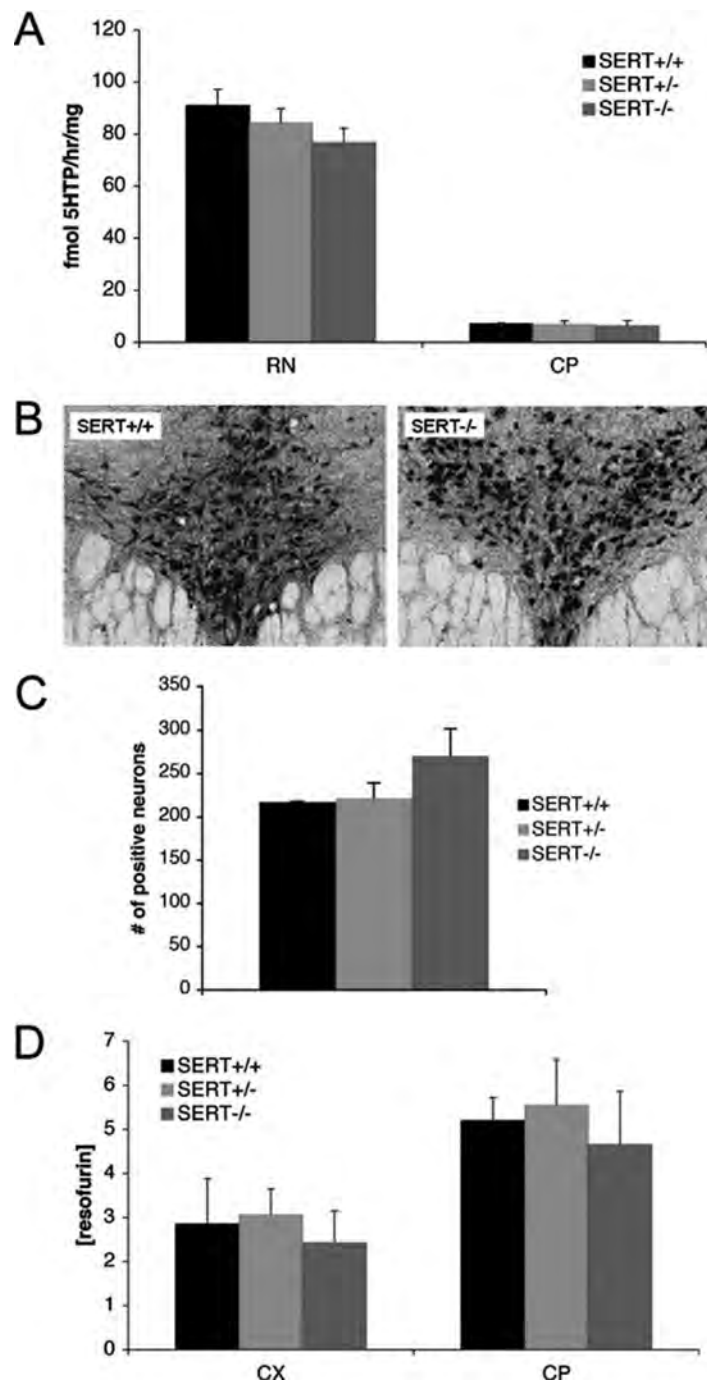 A
fmol 5HTP/hr/mg
120
100
80
60
40
20
0
SERT+/+
SERT+/-
SERT-/-
RN
CP
B
SERT+/+
SERT-/-
C
# of positive neurons
350
300
250
200
150
100
50
0
SERT+/+
SERT+/-
SERT-/-
D
[resofurin]
7
6
5
4
3
2
1
0
SERT+/+
SERT+/-
SERT-/-
CX
CP